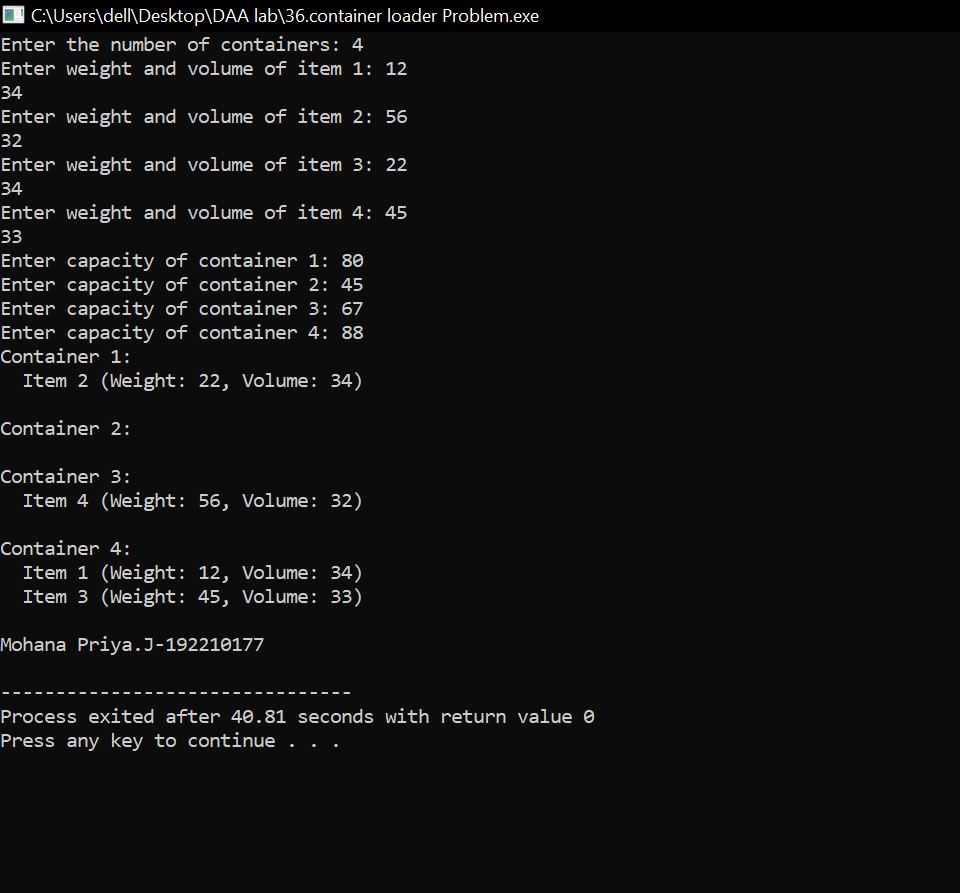 C:\Users\dell\Desktop\DAA lab\36.container loader Problem.exe
Enter the number of containers: 4
Enter weight and volume of item 1: 12
34
Enter weight and volume of item 2: 56
32
Enter weight and volume of item 3: 22
34
Enter weight and volume of item 4: 45
33
Enter capacity of container 1: 80
Enter capacity of container 2: 45
Enter capacity of container 3: 67
Enter capacity of container 4: 88
Container 1:
  Item 2 (Weight: 22, Volume: 34)
Container 2:
Container 3:
  Item 4 (Weight: 56, Volume: 32)
Container 4:
  Item 1 (Weight: 12, Volume: 34)
  Item 3 (Weight: 45, Volume: 33)
Mohana Priya.J-192210177
--------------------------------
Process exited after 40.81 seconds with return value 0
Press any key to continue . . .